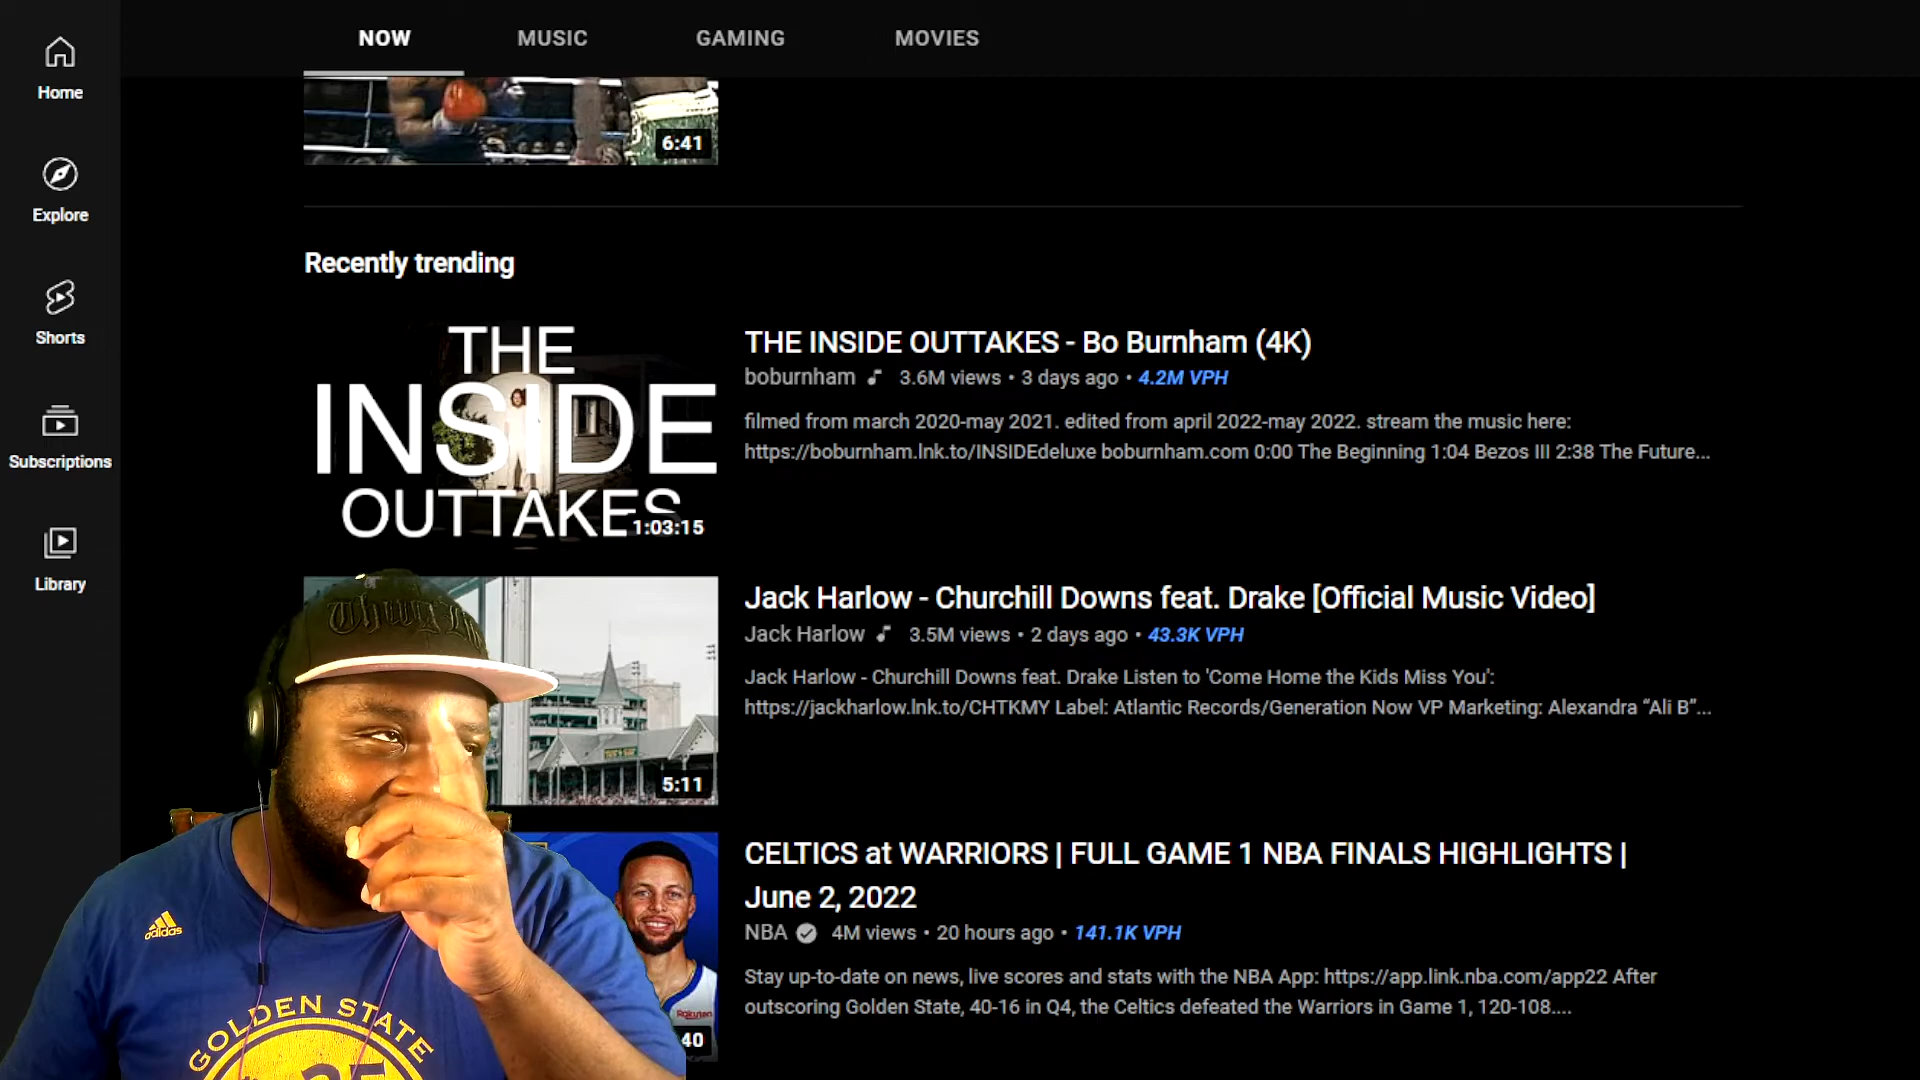 NOW MUSIC GAMING MOVIES
Home
Explore
Shorts
Subscriptions
Library
6:41
Recently trending
THE
INSIDE
OUTTAKES
1:03:15
THE INSIDE OUTTAKES - Bo Burnham (4K)
boburnham 3.6M views • 3 days ago • 4.2M VPH
filmed from march 2020-may 2021. edited from april 2022-may 2022. stream the music here:
https://boburnham.lnk.to/INSIDEdeluxe boburnham.com 0:00 The Beginning 1:04 Bezos III 2:38 The Future...
5:11
Jack Harlow - Churchill Downs feat. Drake [Official Music Video]
Jack Harlow 3.5M views • 2 days ago • 43.3K VPH
Jack Harlow - Churchill Downs feat. Drake Listen to 'Come Home the Kids Miss You':
https://jackharlow.lnk.to/CHTKMY Label: Atlantic Records/Generation Now VP Marketing: Alexandra “Ali B”...
CELTICS at WARRIORS | FULL GAME 1 NBA FINALS HIGHLIGHTS |
June 2, 2022
NBA 4M views • 20 hours ago • 141.1K VPH
Stay up-to-date on news, live scores and stats with the NBA App: https://app.link.nba.com/app22 After
outscoring Golden State, 40-16 in Q4, the Celtics defeated the Warriors in Game 1, 120-108....
Rakuten
40
Thug
adidas
GOLDEN STATE